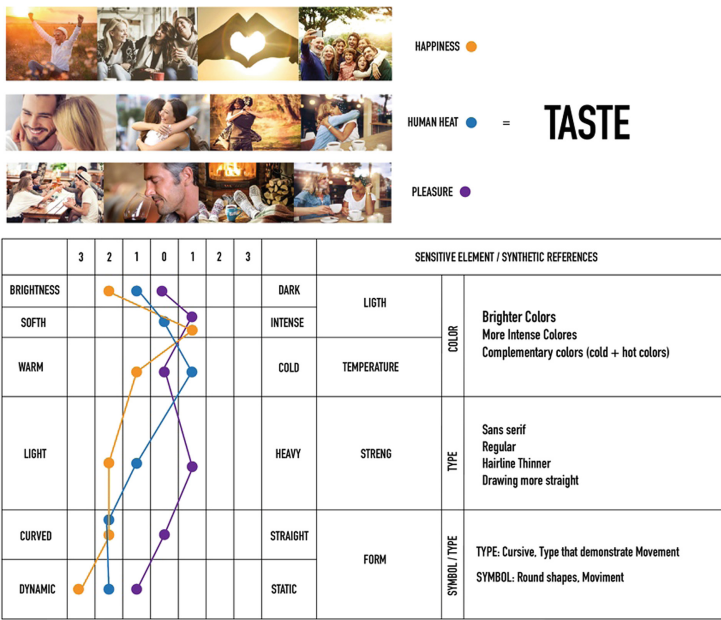 HAPPINESS
HUMAN HEAT = TASTE
PLEASURE
3 2 1 0 1 2 3 SENSITIVE ELEMENT / SYNTHETIC REFERENCES
BRIGHTNESS DARK
LIGTH
SOFTH INTENSE
WARM COLD TEMPERATURE
COLOR
Brighter Colors
More Intense Colores
Complementary colors (cold + hot colors)
LIGHT HEAVY STRENG
TYPE
Sans serif
Regular
Hairline Thinner
Drawing more straight
CURVED STRAIGHT
FORM
DYNAMIC STATIC
SYMBOL / TYPE
TYPE: Cursive, Type that demonstrate Movement
SYMBOL: Round shapes, Moviment